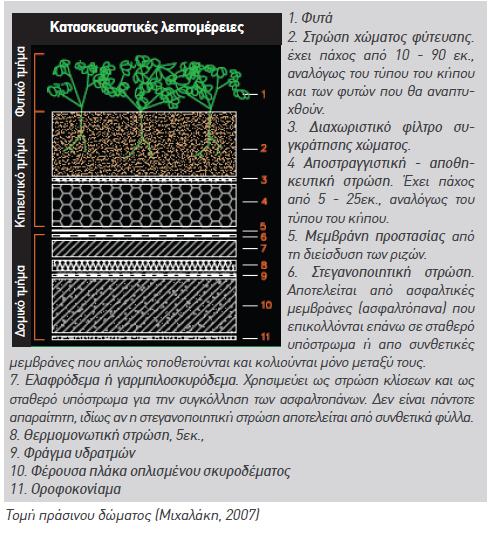 Κατασκευαστικές λεπτομέρειες
Φυτικό τμήμα
Κηπευτικό τμήμα
Δομικό τμήμα
1
2
3
4
5
6
7
8
9
10
11
1. Φυτά
2. Στρώση χώματος φύτευσης.
έχει πάχος από 10 - 90 εκ.,
αναλόγως του τύπου του κήπου
και των φυτών που θα αναπτυ-
χθούν.
3. Διαχωριστικό φίλτρο συ-
γκράτησης χώματος.
4 Αποστραγγιστική - αποθη-
κευτική στρώση. Έχει πάχος
από 5 - 25εκ., αναλόγως του
τύπου του κήπου.
5. Μεμβράνη προστασίας από
τη διείσδυση των ριζών.
6. Στεγανοποιητική στρώση.
Αποτελείται από ασφαλτικές
μεμβράνες (ασφαλτόπανα) που
επικολλόνται επάνω σε σταθερό
υπόστρωμα ή απο συνθετικές
μεμβράνες που απλώς τοποθετούνται και κολιούνται μόνο μεταξύ τους.
7. Ελαφρόδεμα ή γαρμπιλοσκυρόδεμα. Χρησιμεύει ως στρώση κλίσεων και ως
σταθερό υπόστρωμα για την συγκόλληση των ασφαλτοπάνων. Δεν είναι πάντοτε
απαραίτητη, ιδίως αν η στεγανοποιητική στρώση αποτελείται από συνθετικά φύλλα.
8. Θερμομονωτική στρώση, 5εκ.,
9. Φράγμα υδρατμών
10. Φέρουσα πλάκα οπλισμένου σκυροδέματος
11. Οροφοκονίαμα
Τομή πράσινου δώματος (Μιχαλάκη, 2007)